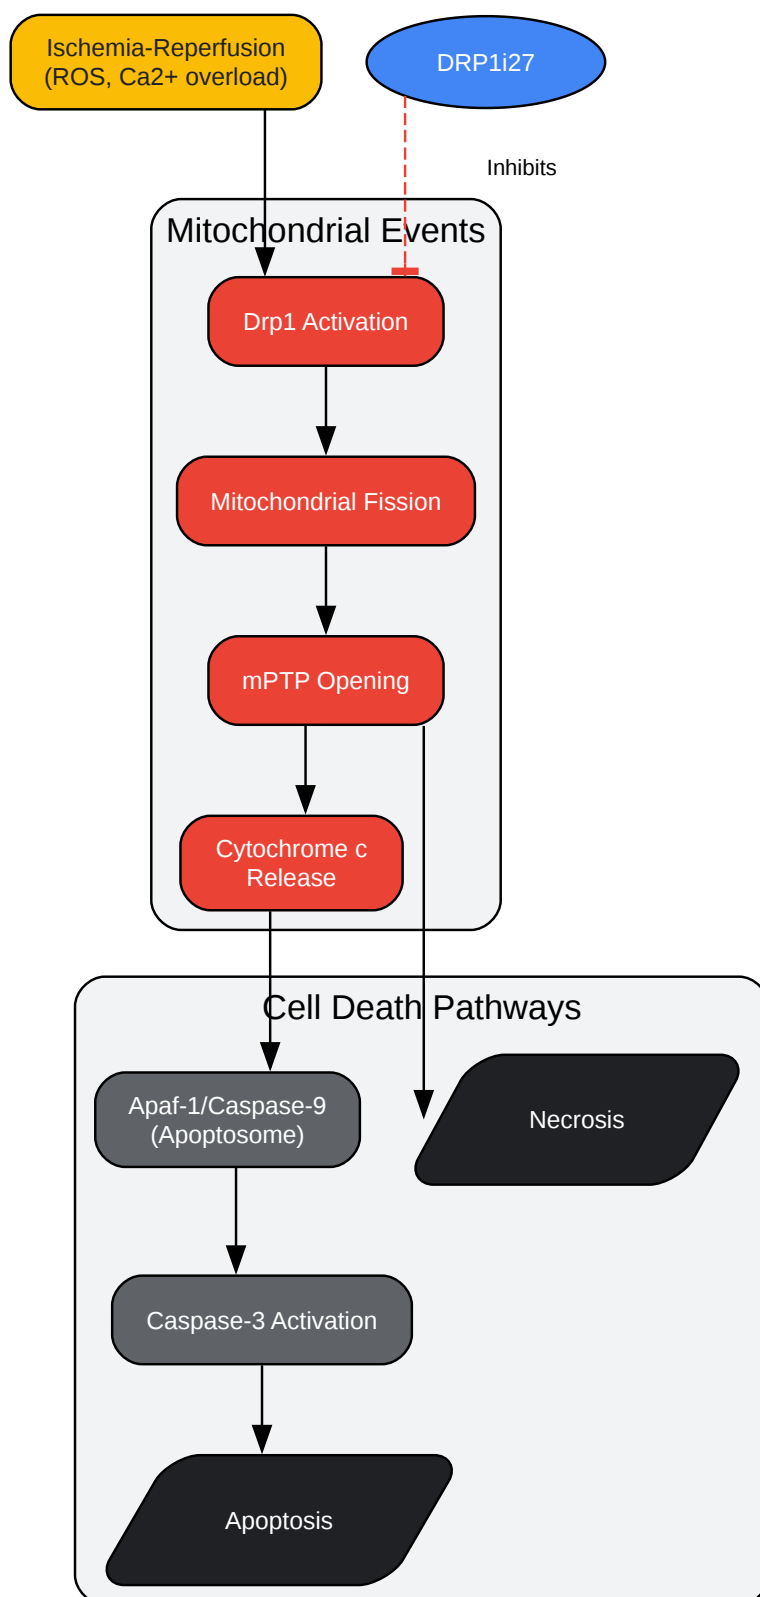 Ischemia-Reperfusion
(ROS, Ca2+ overload)
DRP1i27
Inhibits
Mitochondrial Events
Drp1 Activation
Mitochondrial Fission
mPTP Opening
Cytochrome c
Release
Cell Death Pathways
Apaf-1/Caspase-9
(Apoptosome)
Necrosis
Caspase-3 Activation
Apoptosis